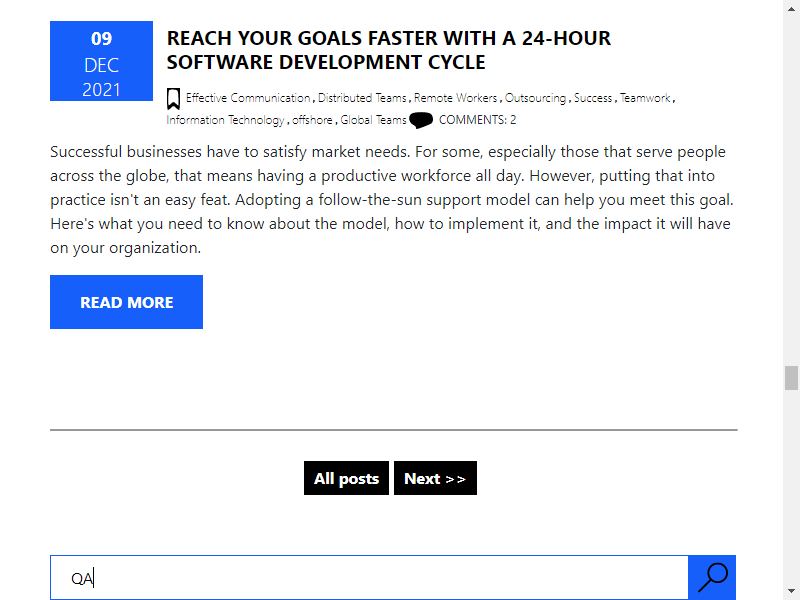 09
DEC
2021
REACH YOUR GOALS FASTER WITH A 24-HOUR
SOFTWARE DEVELOPMENT CYCLE
Effective Communication , Distributed Teams , Remote Workers , Outsourcing , Success , Teamwork ,
Information Technology , offshore , Global Teams COMMENTS: 2
Successful businesses have to satisfy market needs. For some, especially those that serve people
across the globe, that means having a productive workforce all day. However, putting that into
practice isn't an easy feat. Adopting a follow-the-sun support model can help you meet this goal.
Here's what you need to know about the model, how to implement it, and the impact it will have
on your organization.
READ MORE
All posts Next >>
QA